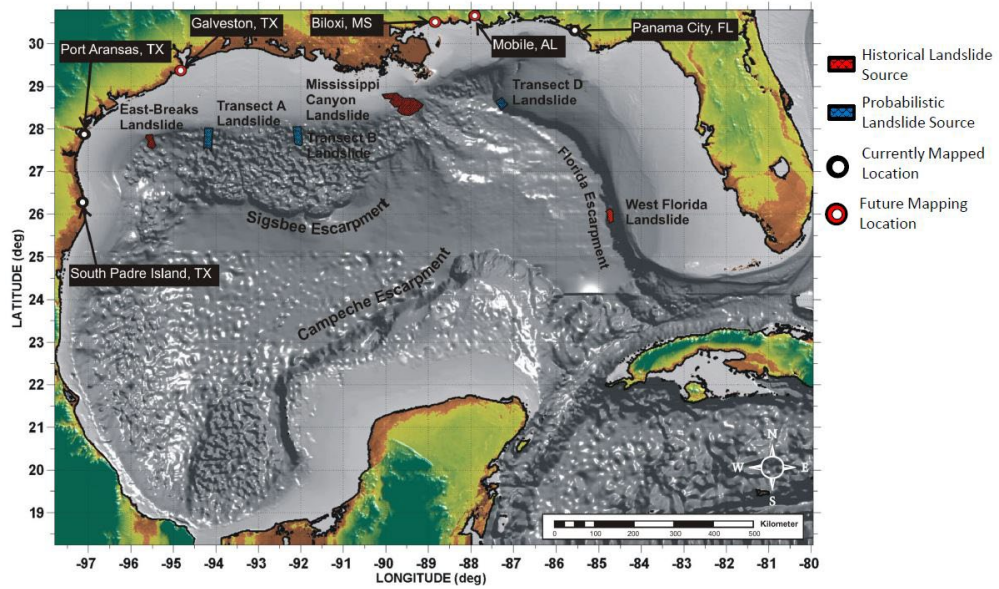 Galveston, TX
Biloxi, MS
Mobile, AL
Panama City, FL
Port Aransas, TX
East-Breaks
Landslide
Transect A
Landslide
Mississippi
Canyon
Landslide
Transect B
Landslide
Transect D
Landslide
Florida Escarpment
West Florida
Landslide
Sigsbee Escarpment
South Padre Island, TX
Campeche Escarpment
Historical Landslide
Source
Probabilistic
Landslide Source
Currently Mapped
Location
Future Mapping
Location
LATITUDE (deg)
30
29
28
27
26
25
24
23
22
21
20
19
N
W E
S
Kilometer
0 100 200 300 400 500
-97 -96 -95 -94 -93 -92 -91 -90 -89 -88 -87 -86 -85 -84 -83 -82 -81 -80
LONGITUDE (deg)